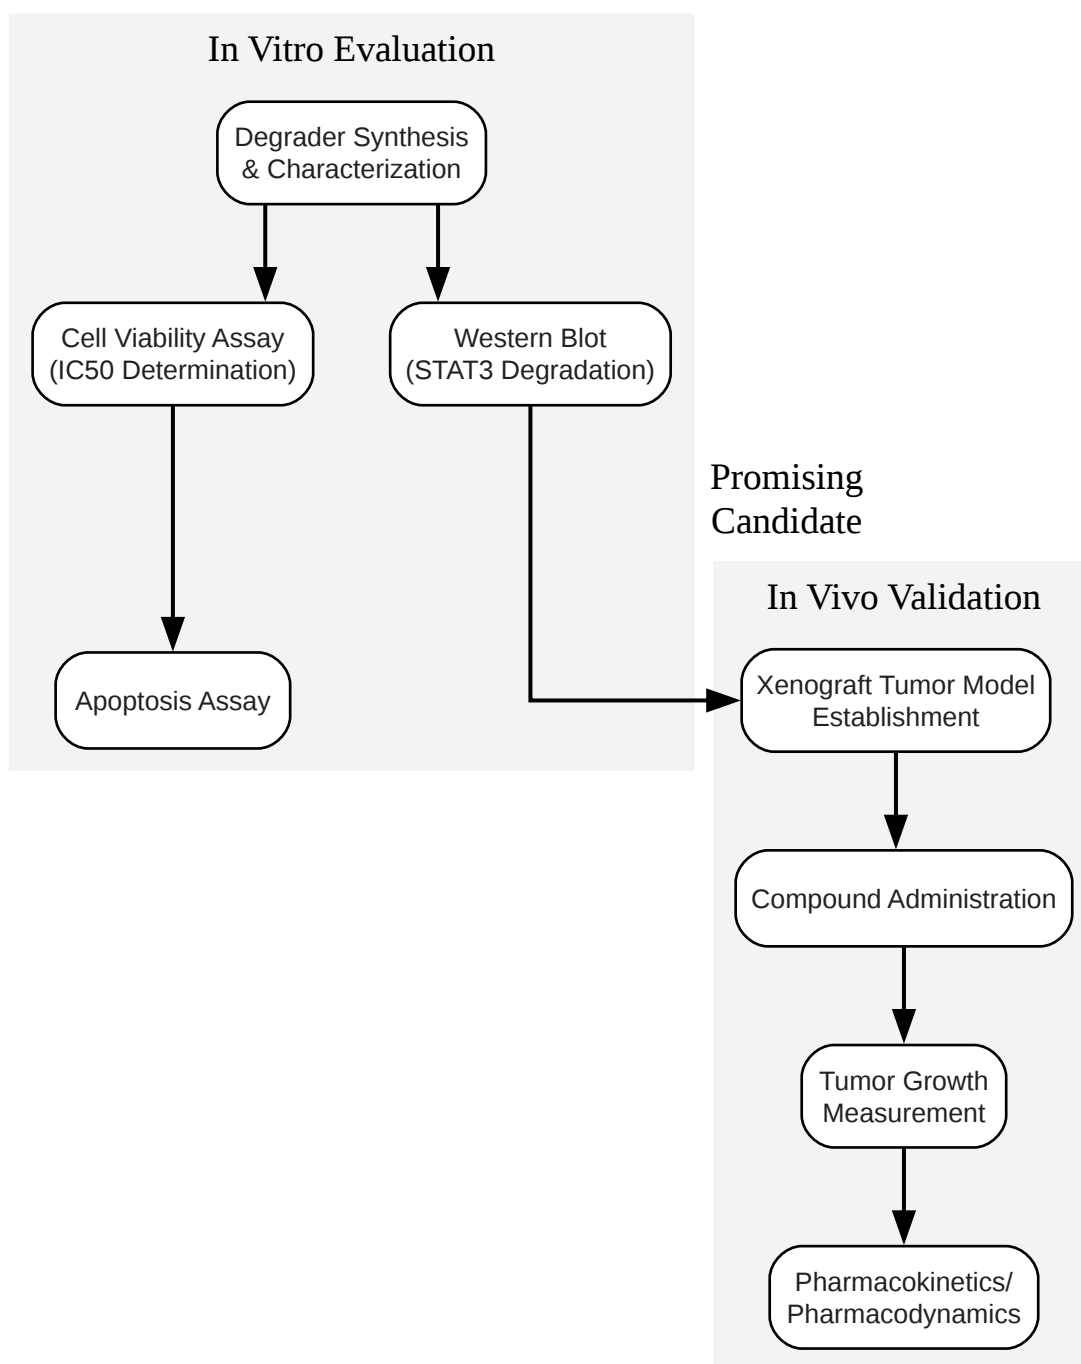 In Vitro Evaluation
Degrader Synthesis
& Characterization
Cell Viability Assay
(IC50 Determination)
Western Blot
(STAT3 Degradation)
Apoptosis Assay
Promising
Candidate
In Vivo Validation
Xenograft Tumor Model
Establishment
Compound Administration
Tumor Growth
Measurement
Pharmacokinetics/
Pharmacodynamics